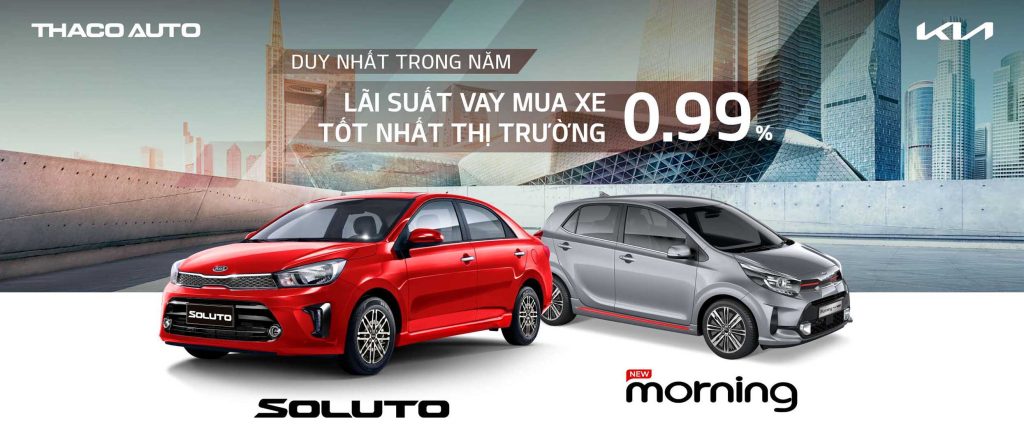 THACO AUTO
KIA
DUY NHẤT TRONG NĂM
LÃI SUẤT VAY MUA XE
TỐT NHẤT THỊ TRƯỜNG
0.99%
SOLUTO
SOLUTO
NEW
morning